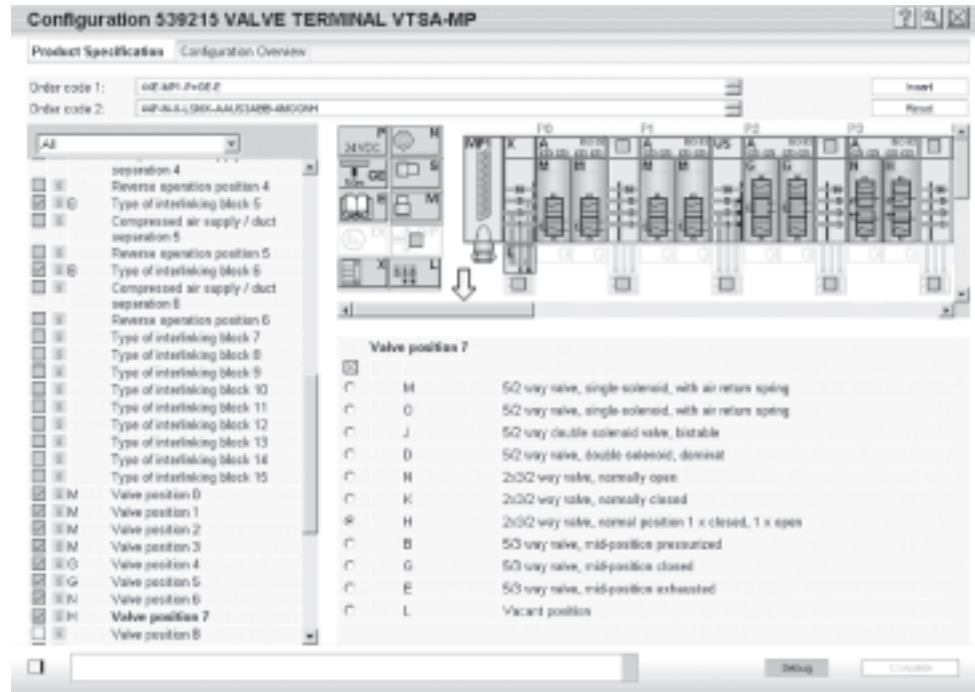 Configuration 539215 VALVE TERMINAL VTSA-MP
Product Specification Configuration Overview
Order code 1:
Insert
Order code 2:
Reset
All
separation 4
Reverse operation position 4
B Type of interlinking block 5
Compressed air supply / duct
separation 5
Reverse operation position 5
B Type of interlinking block 6
Compressed air supply / duct
separation 6
Reverse operation position 6
Type of interlinking block 7
Type of interlinking block 8
Type of interlinking block 9
Type of interlinking block 10
Type of interlinking block 11
Type of interlinking block 12
Type of interlinking block 13
Type of interlinking block 14
Type of interlinking block 15
M Valve position 0
M Valve position 1
M Valve position 2
M Valve position 3
G Valve position 4
G Valve position 5
N Valve position 6
H Valve position 7
Valve position 8
P N
24VDC
GE S
E M
X L
P0 P1 P2 P3
X A A US A
M M M M G G N H
Valve position 7
M 5/2 way valve, single-solenoid, with air return spring
O 5/2 way valve, single-solenoid, with air return spring
J 5/2 way double solenoid valve, bistable
D 5/2 way valve, double solenoid, dominat
N 2x3/2 way valve, normally open
K 2x3/2 way valve, normally closed
H 2x3/2 way valve, normal position 1 x closed, 1 x open
B 5/3 way valve, mid-position pressurized
G 5/3 way valve, mid-position closed
E 5/3 way valve, mid-position exhausted
L Vacant position
Debug
Complete